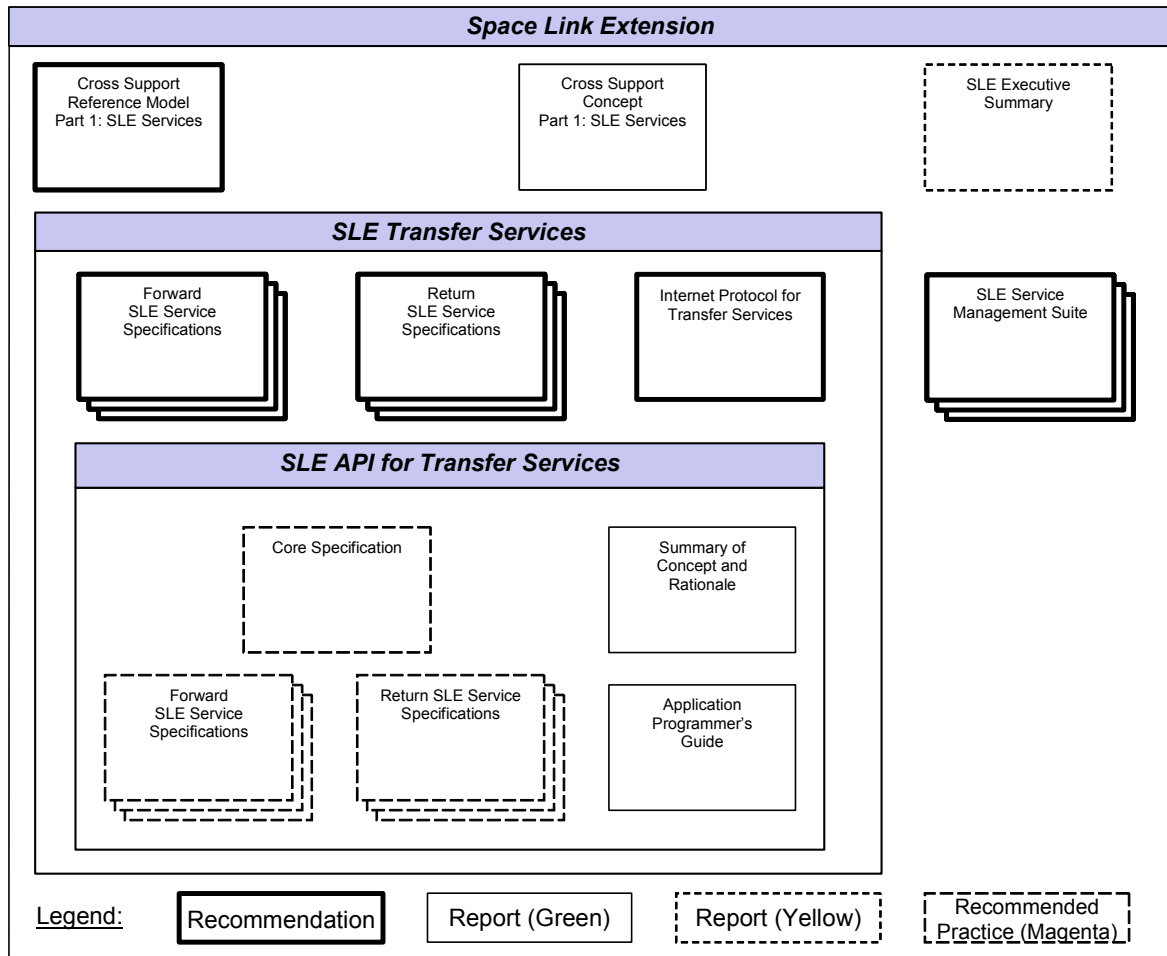 Space Link Extension
Cross Support
Reference Model
Part 1: SLE Services
Cross Support
Concept
Part 1: SLE Services
SLE Executive
Summary
SLE Transfer Services
Forward
SLE Service
Specifications
Return
SLE Service
Specifications
Internet Protocol for
Transfer Services
SLE Service
Management Suite
SLE API for Transfer Services
Core Specification
Summary of
Concept and
Rationale
Forward
SLE Service
Specifications
Return SLE Service
Specifications
Application
Programmer's
Guide
Legend:
Recommendation
Report (Green)
Report (Yellow)
Recommended
Practice (Magenta)